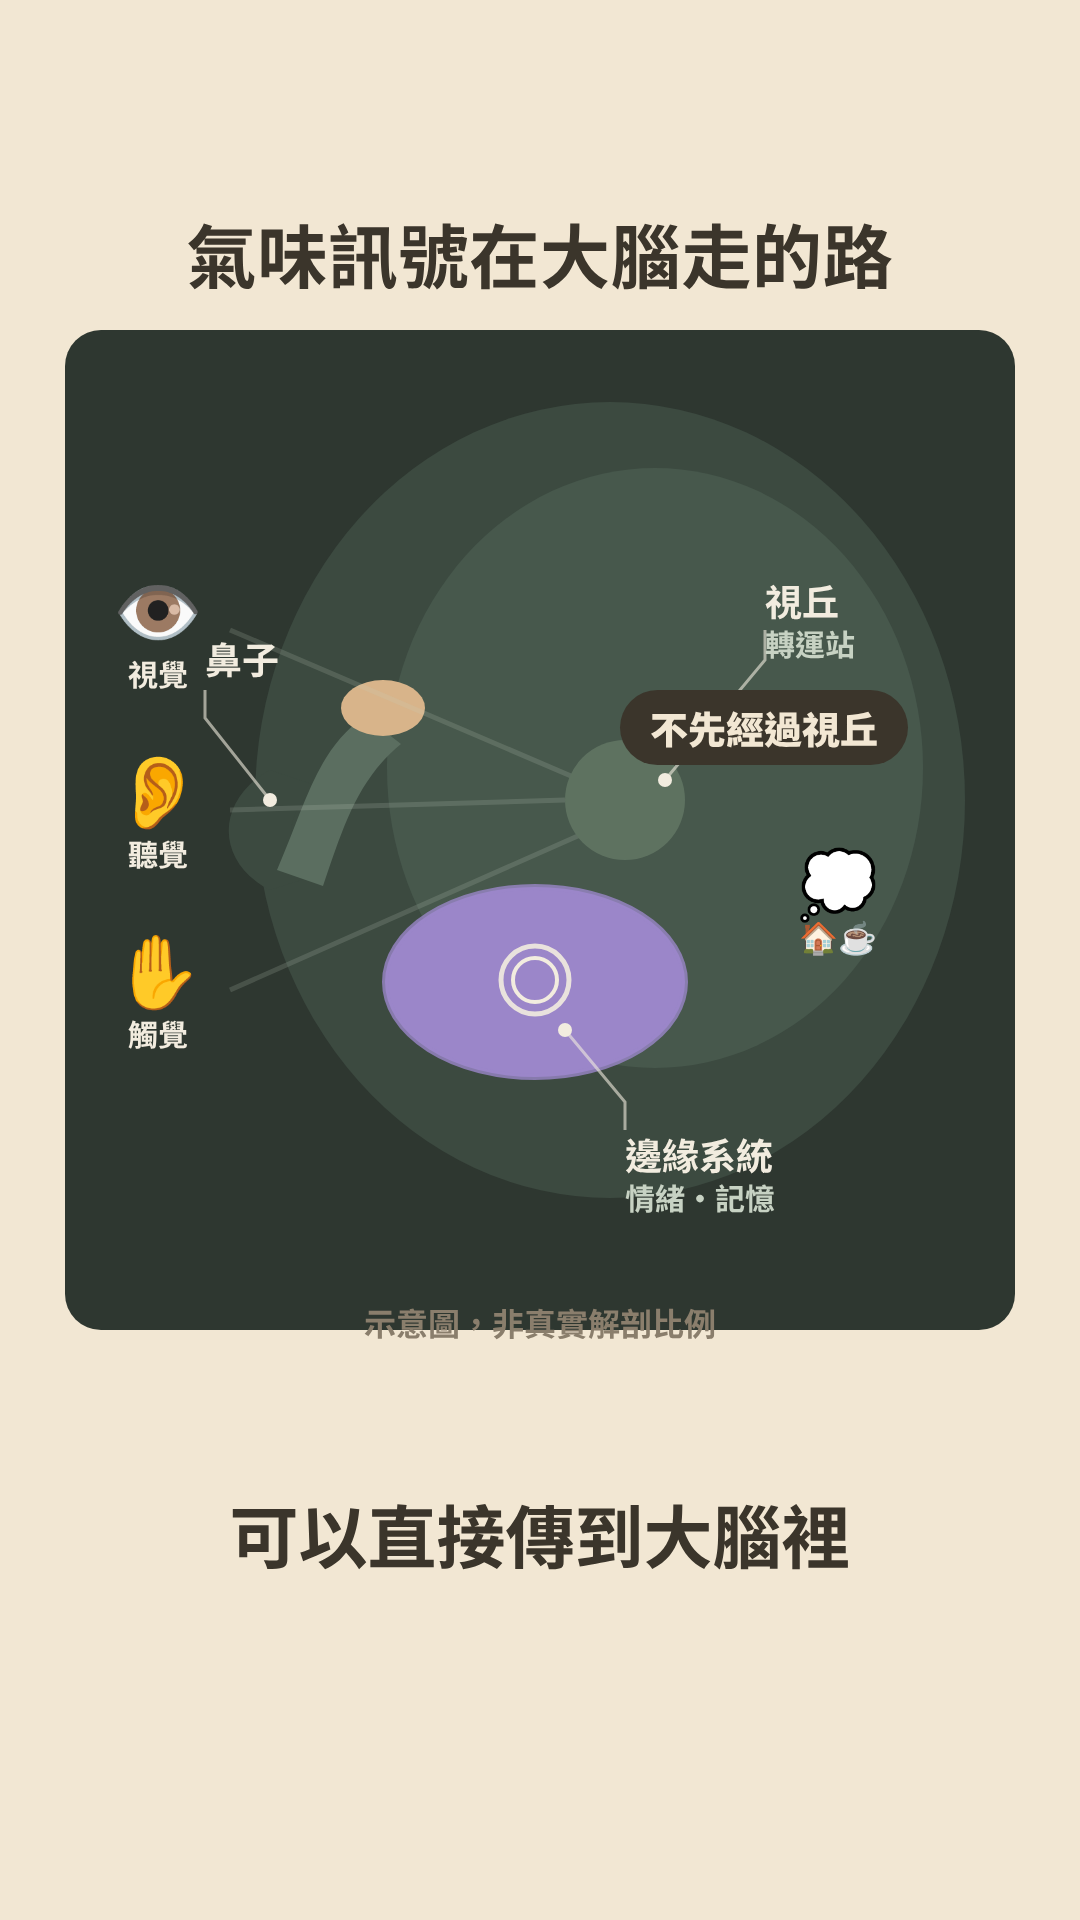 氣味訊號在大腦走的路
視丘
轉運站
視覺
鼻子
不先經過視丘
聽覺
觸覺
邊緣系統
情緒・記憶
示意圖，非真實解剖比例
可以直接傳到大腦裡